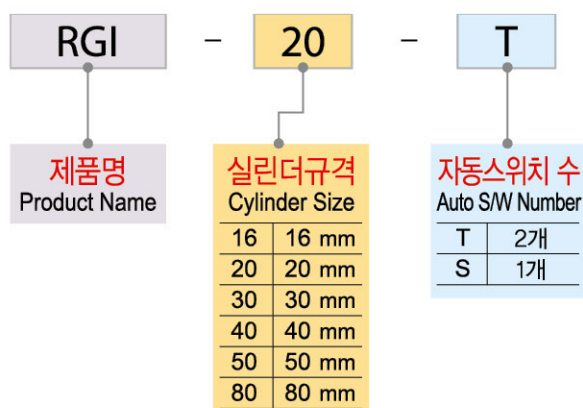 RGI - 20 - T
제품명
Product Name
실린더규격
Cylinder Size
16 16 mm
20 20 mm
30 30 mm
40 40 mm
50 50 mm
80 80 mm
자동스위치 수
Auto S/W Number
T 2개
S 1개